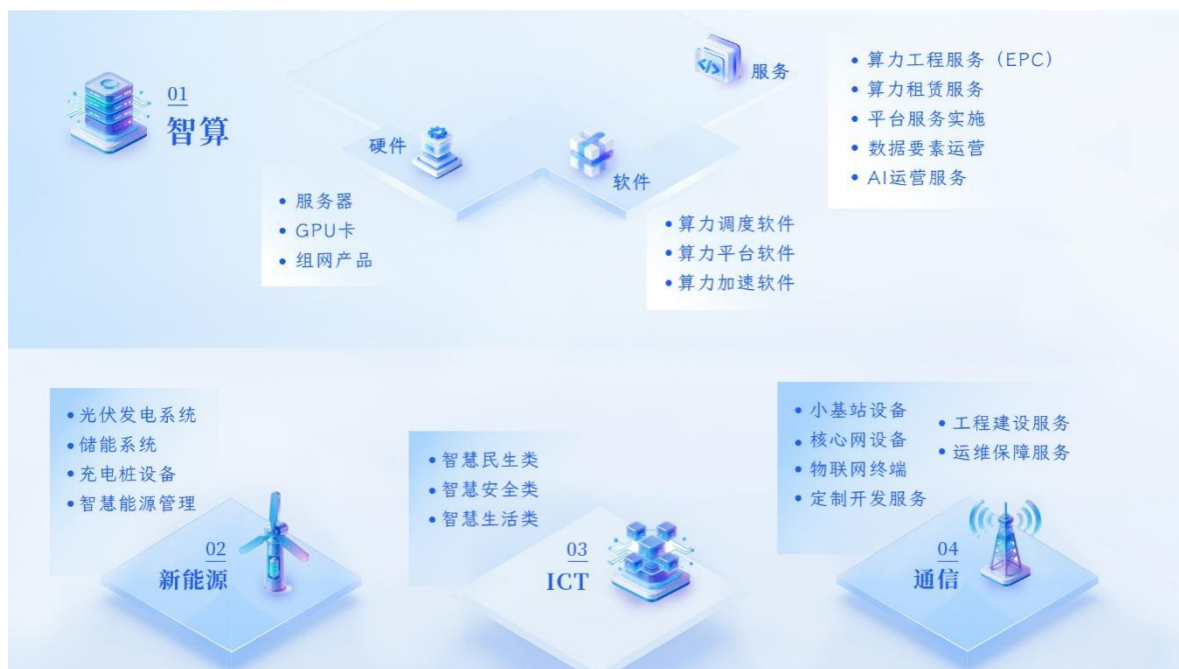 01
智算
硬件
• 服务器
• GPU卡
• 组网产品
软件
• 算力调度软件
• 算力平台软件
• 算力加速软件
服务
• 算力工程服务（EPC）
• 算力租赁服务
• 平台服务实施
• 数据要素运营
• AI运营服务
• 光伏发电系统
• 储能系统
• 充电桩设备
• 智慧能源管理
02
新能源
• 智慧民生类
• 智慧安全类
• 智慧生活类
03
ICT
• 小基站设备
• 核心网设备
• 物联网终端
• 定制开发服务
• 工程建设服务
• 运维保障服务
04
通信